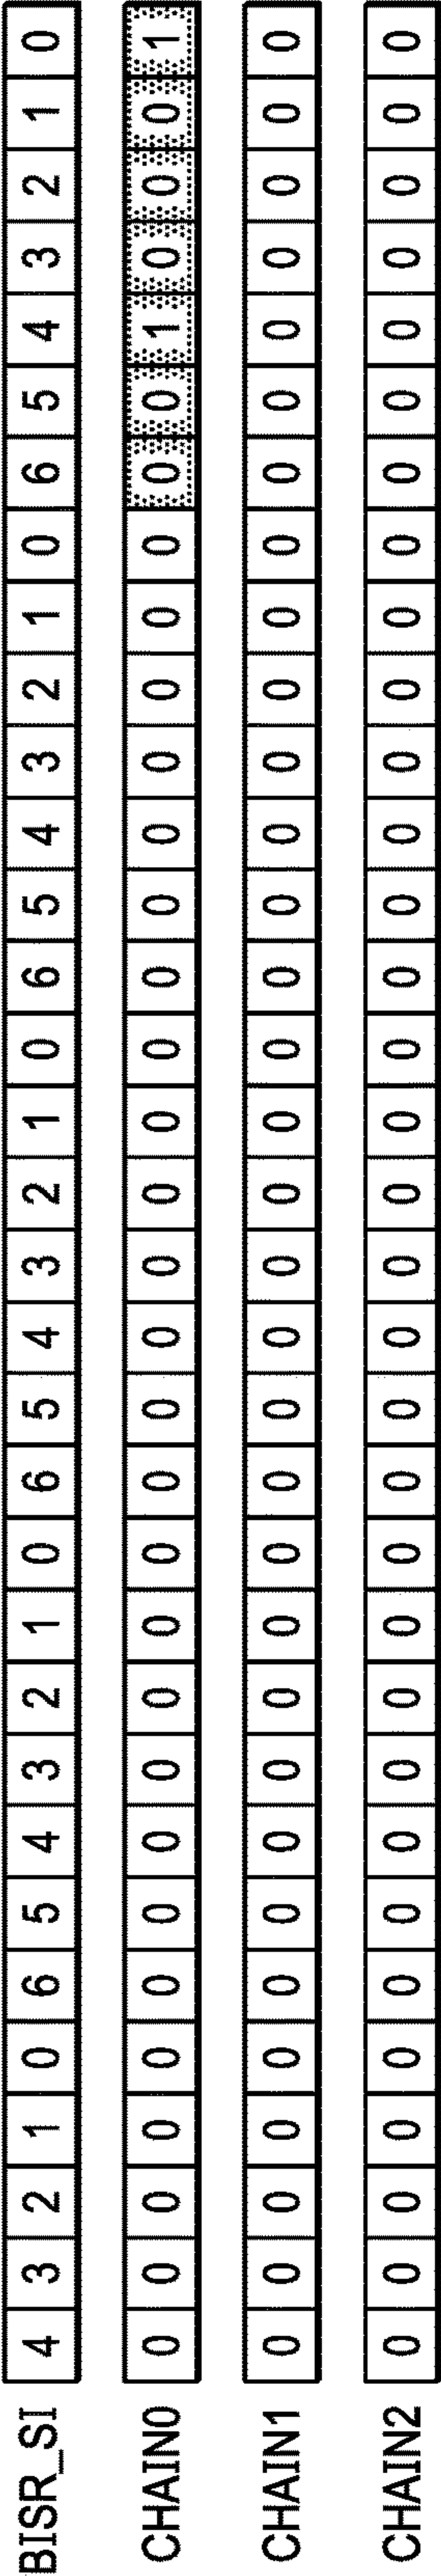 BISR_SI 4 3 2 1 0 6 5 4 3 2 1 0 6 5 4 3 2 1 0 6 5 4 3 2 1 0 6 5 4 3 2 1 0
CHAIN0 0 0 0 0 0 0 0 0 0 0 0 0 0 0 0 0 0 0 0 0 0 0 0 0 0 0 0 0 1 0 0 0 1
CHAIN1 0 0 0 0 0 0 0 0 0 0 0 0 0 0 0 0 0 0 0 0 0 0 0 0 0 0 0 0 0 0 0 0 0
CHAIN2 0 0 0 0 0 0 0 0 0 0 0 0 0 0 0 0 0 0 0 0 0 0 0 0 0 0 0 0 0 0 0 0 0